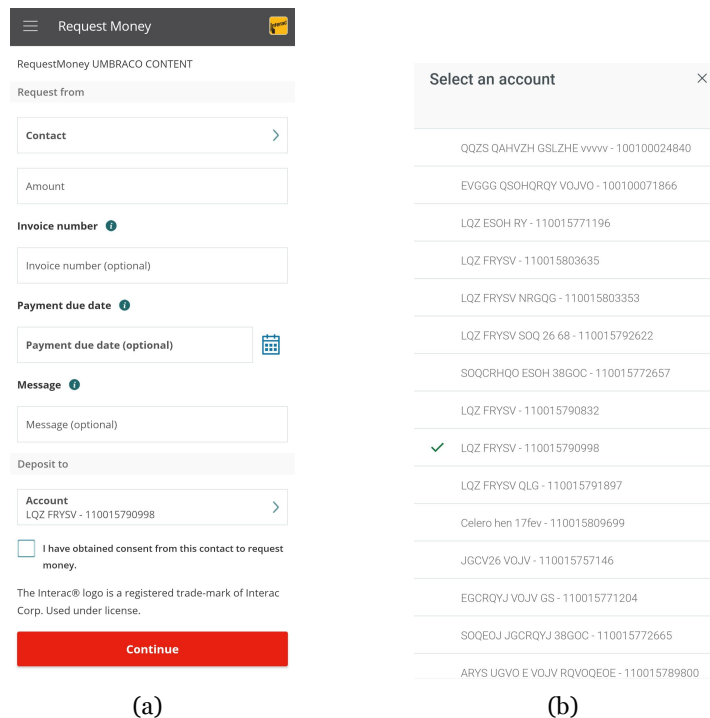 Request Money
Interac
RequestMoney UMBRACO CONTENT
Request from
Contact
Amount
Invoice number i
Invoice number (optional)
Payment due date i
Payment due date (optional)
Message i
Message (optional)
Deposit to
Account
LQZ FRYSV - 110015790998
I have obtained consent from this contact to request
money.
The Interac® logo is a registered trade-mark of Interac
Corp. Used under license.
Continue
(a)
Select an account
QQZS QAHVZH GSLZHE vvvvv - 100100024840
EVGGG QSOHQRQY VOJVO - 100100071866
LQZ ESOH RY - 110015771196
LQZ FRYSV - 110015803635
LQZ FRYSV NRGQG - 110015803353
LQZ FRYSV SOQ 26 68 - 110015792622
SOQCRHQO ESOH 38GOC - 110015772657
LQZ FRYSV - 110015790832
LQZ FRYSV - 110015790998
LQZ FRYSV QLG - 110015791897
Celero hen 17fev - 110015809699
JGCV26 VOJV - 110015757146
EGCRQYJ VOJV GS - 110015771204
SOQEOJ JGCRQYJ 38GOC - 110015772665
ARYS UGVO E VOJV RQVOQEOE - 110015789800
(b)